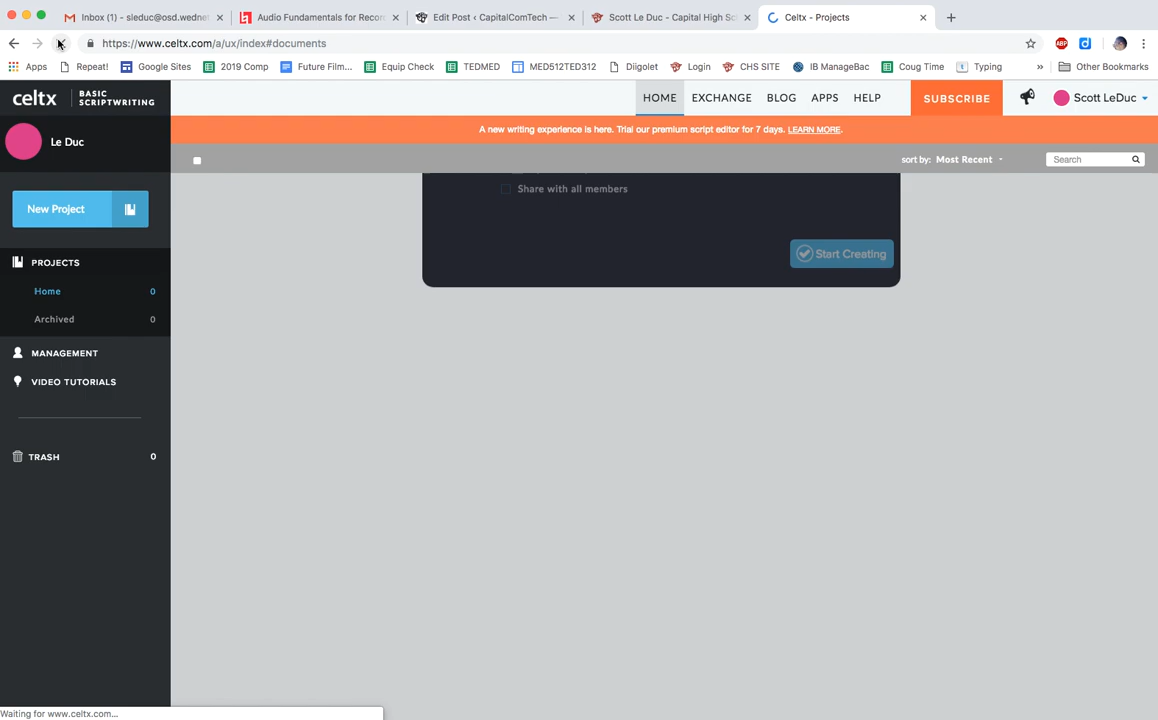 Inbox (1) - sleduc@osd.wednet
Audio Fundamentals for Recor
Edit Post ‹ CapitalComTech —
Scott Le Duc - Capital High Sc
Celtx - Projects
https://www.celtx.com/a/ux/index#documents
Apps Repeat! Google Sites 2019 Comp Future Film... Equip Check TEDMED MED512TED312 Diigolet Login CHS SITE IB ManageBac Coug Time Typing » Other Bookmarks
celtx BASIC
SCRIPTWRITING
HOME EXCHANGE BLOG APPS HELP SUBSCRIBE Scott LeDuc
A new writing experience is here. Trial our premium script editor for 7 days. LEARN MORE.
Le Duc
sort by: Most Recent Search
Share with all members
New Project
Start Creating
PROJECTS
Home 0
Archived 0
MANAGEMENT
VIDEO TUTORIALS
TRASH 0
Waiting for www.celtx.com...